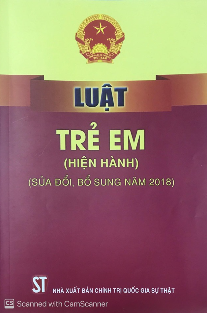 LUẬT
TRẺ EM
(HIỆN HÀNH)
(SỬA ĐỔI, BỔ SUNG NĂM 2018)
ST NHÀ XUẤT BẢN CHÍNH TRỊ QUỐC GIA SỰ THẬT
CS Scanned with CamScanner